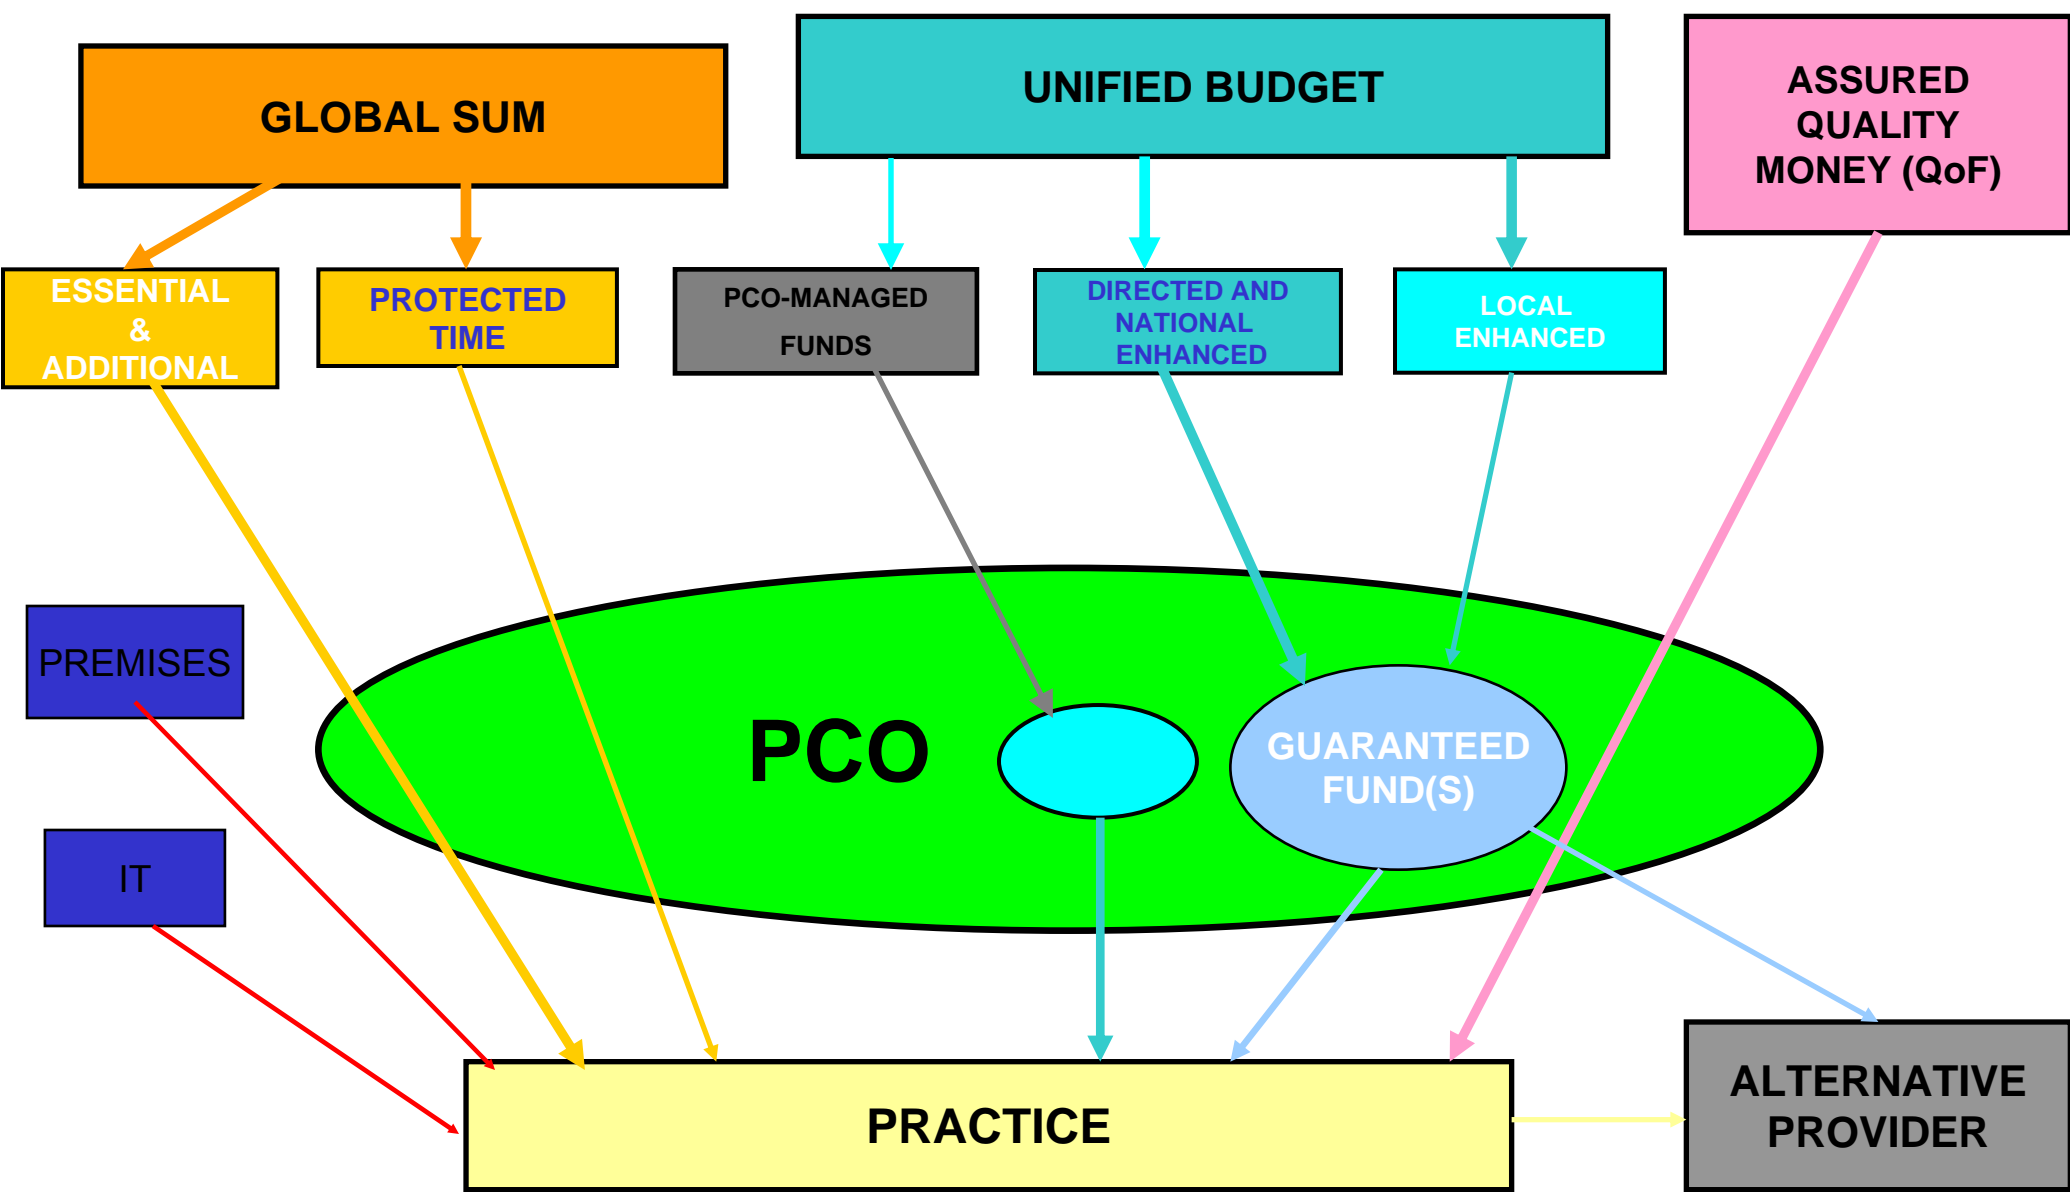 GLOBAL SUM
UNIFIED BUDGET
ASSURED
QUALITY
MONEY (QoF)
ESSENTIAL
&
ADDITIONAL
PROTECTED
TIME
PCO-MANAGED
FUNDS
DIRECTED AND
NATIONAL
ENHANCED
LOCAL
ENHANCED
PREMISES
IT
PCO
GUARANTEED
FUND(S)
PRACTICE
ALTERNATIVE
PROVIDER